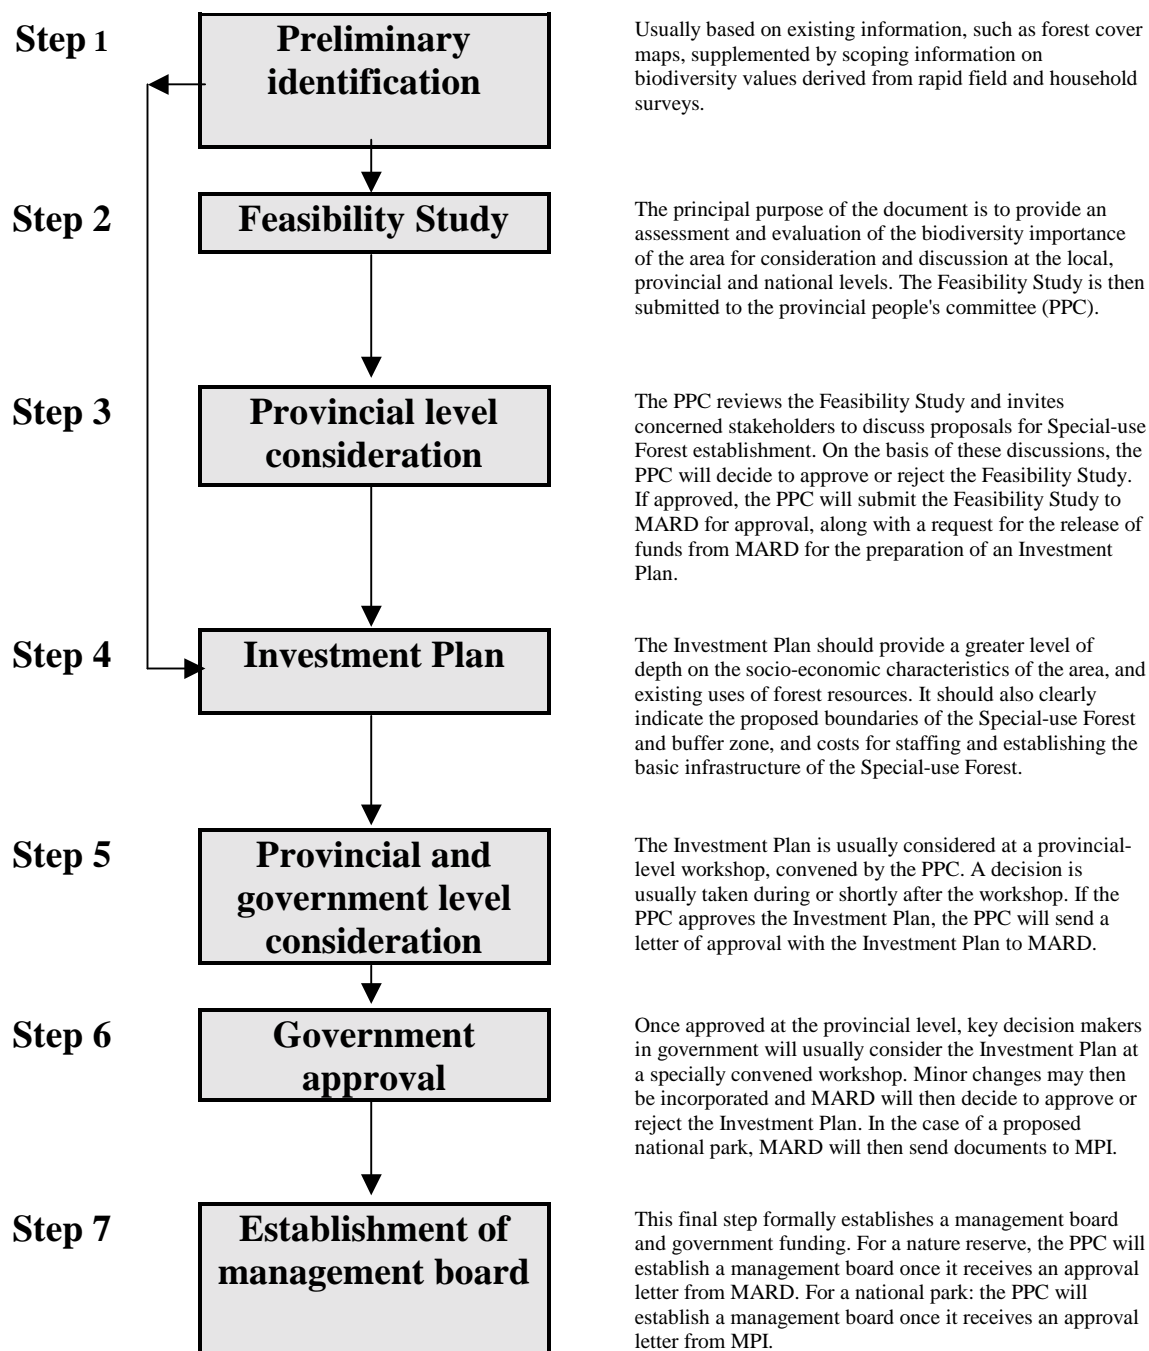 Step 1
Preliminary
identification
Usually based on existing information, such as forest cover
maps, supplemented by scoping information on
biodiversity values derived from rapid field and household
surveys.
Step 2
Feasibility Study
The principal purpose of the document is to provide an
assessment and evaluation of the biodiversity importance
of the area for consideration and discussion at the local,
provincial and national levels. The Feasibility Study is then
submitted to the provincial people's committee (PPC).
Step 3
Provincial level
consideration
The PPC reviews the Feasibility Study and invites
concerned stakeholders to discuss proposals for Special-use
Forest establishment. On the basis of these discussions, the
PPC will decide to approve or reject the Feasibility Study.
If approved, the PPC will submit the Feasibility Study to
MARD for approval, along with a request for the release of
funds from MARD for the preparation of an Investment
Plan.
Step 4
Investment Plan
The Investment Plan should provide a greater level of
depth on the socio-economic characteristics of the area, and
existing uses of forest resources. It should also clearly
indicate the proposed boundaries of the Special-use Forest
and buffer zone, and costs for staffing and establishing the
basic infrastructure of the Special-use Forest.
Step 5
Provincial and
government level
consideration
The Investment Plan is usually considered at a provincial-
level workshop, convened by the PPC. A decision is
usually taken during or shortly after the workshop. If the
PPC approves the Investment Plan, the PPC will send a
letter of approval with the Investment Plan to MARD.
Step 6
Government
approval
Once approved at the provincial level, key decision makers
in government will usually consider the Investment Plan at
a specially convened workshop. Minor changes may then
be incorporated and MARD will then decide to approve or
reject the Investment Plan. In the case of a proposed
national park, MARD will then send documents to MPI.
Step 7
Establishment of
management board
This final step formally establishes a management board
and government funding. For a nature reserve, the PPC will
establish a management board once it receives an approval
letter from MARD. For a national park: the PPC will
establish a management board once it receives an approval
letter from MPI.